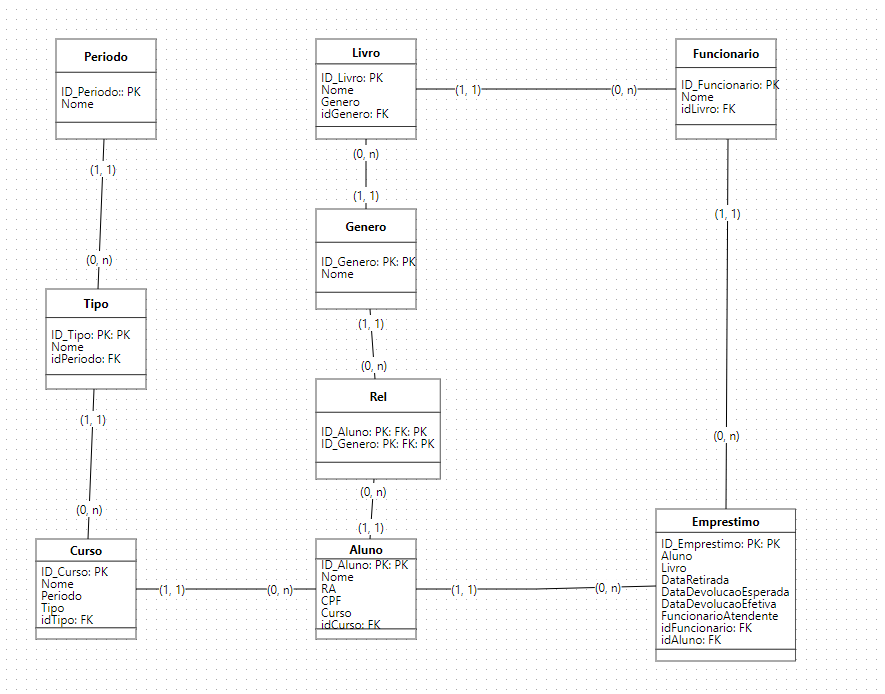 Periodo
ID_Periodo:: PK
Nome
Livro
ID_Livro: PK
Nome
Genero
idGenero: FK
Funcionario
ID_Funcionario: PK
Nome
idLivro: FK
(1, 1)
(0, n)
(0, n)
(1, 1)
(1, 1)
(0, n)
(1, 1)
Genero
ID_Genero: PK: PK
Nome
Tipo
ID_Tipo: PK: PK
Nome
idPeriodo: FK
(1, 1)
(0, n)
Rel
ID_Aluno: PK: FK: PK
ID_Genero: PK: FK: PK
(1, 1)
(0, n)
(0, n)
(0, n)
(1, 1)
Curso
ID_Curso: PK
Nome
Periodo
Tipo
idTipo: FK
(1, 1)
(0, n)
Aluno
ID_Aluno: PK: PK
Nome
RA
CPF
Curso
idCurso: FK
(1, 1)
(0, n)
Emprestimo
ID_Emprestimo: PK: PK
Aluno
Livro
DataRetirada
DataDevolucaoEsperada
DataDevolucaoEfetiva
FuncionarioAtendente
idFuncionario: FK
idAluno: FK